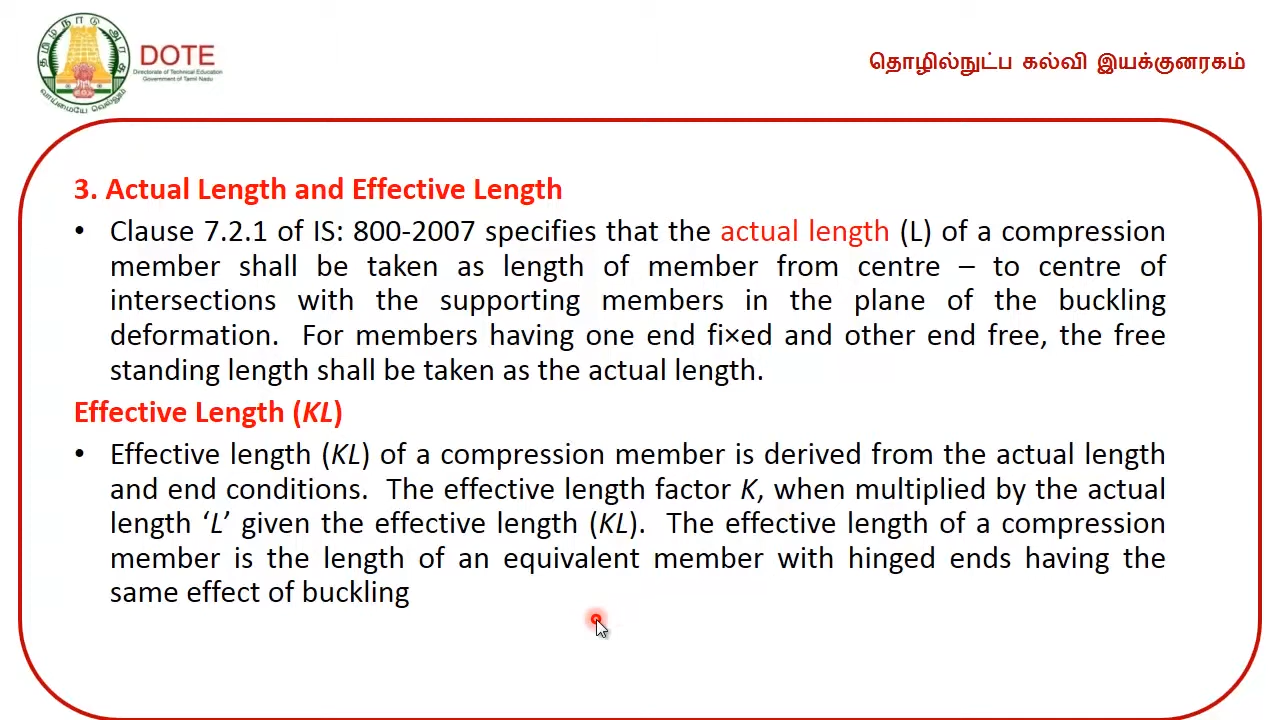 தமிழ்நாடு அரசு
வாய்மையே வெல்லும்
DOTE
Directorate of Technical Education
Government of Tamil Nadu
தொழில்நுட்ப கல்வி இயக்குனரகம்
3. Actual Length and Effective Length
• Clause 7.2.1 of IS: 800-2007 specifies that the actual length (L) of a compression
member shall be taken as length of member from centre – to centre of
intersections with the supporting members in the plane of the buckling
deformation. For members having one end fi×ed and other end free, the free
standing length shall be taken as the actual length.
Effective Length (KL)
• Effective length (KL) of a compression member is derived from the actual length
and end conditions. The effective length factor K, when multiplied by the actual
length ‘L’ given the effective length (KL). The effective length of a compression
member is the length of an equivalent member with hinged ends having the
same effect of buckling